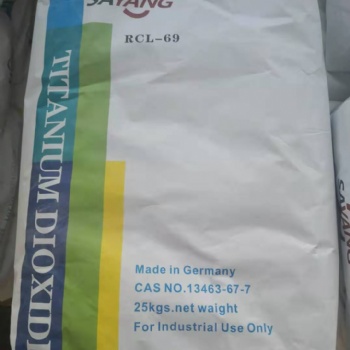 SAYANG
RCL-69
TITANIUM DIOXIDE
Made in Germany
CAS NO.13463-67-7
25kgs.net waight
For Industrial Use Only